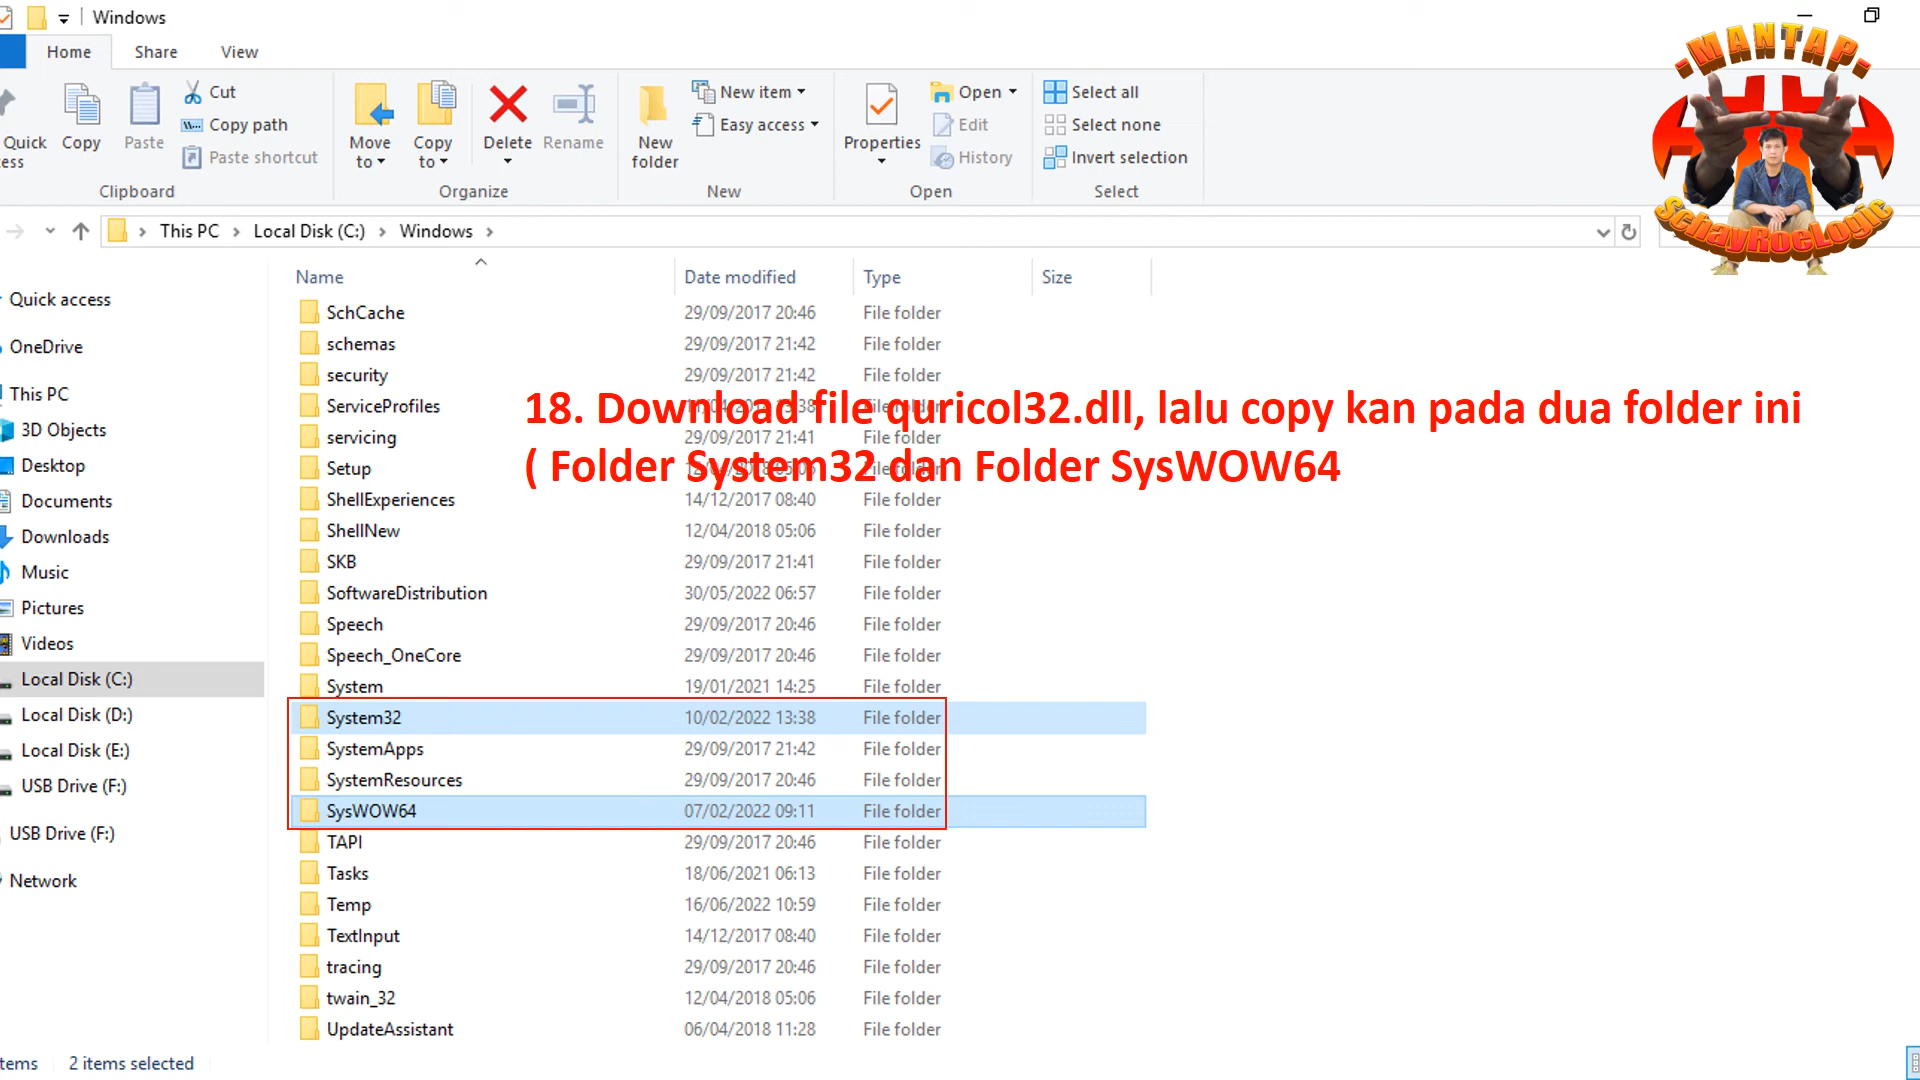 Windows
Home Share View
Cut
Copy path
Paste shortcut
Quick
Copy
Paste
Clipboard
Move to
Copy to
Delete
Rename
Organize
New folder
New item
Easy access
New
Properties
Open
Edit
History
Open
Select all
Select none
Invert selection
Select
MANTAP
SchayRoeLogic
This PC Local Disk (C:) Windows
Name Date modified Type Size
Quick access
OneDrive
This PC
3D Objects
Desktop
Documents
Downloads
Music
Pictures
Videos
Local Disk (C:)
Local Disk (D:)
Local Disk (E:)
USB Drive (F:)
USB Drive (F:)
Network
SchCache 29/09/2017 20:46 File folder
schemas 29/09/2017 21:42 File folder
security 29/09/2017 21:42 File folder
ServiceProfiles
18. Download file quricol32.dll, lalu copy kan pada dua folder ini
servicing 29/09/2017 21:41 File folder
Setup
( Folder System32 dan Folder SysWOW64
ShellExperiences 14/12/2017 08:40 File folder
ShellNew 12/04/2018 05:06 File folder
SKB 29/09/2017 21:41 File folder
SoftwareDistribution 30/05/2022 06:57 File folder
Speech 29/09/2017 20:46 File folder
Speech_OneCore 29/09/2017 20:46 File folder
System 19/01/2021 14:25 File folder
System32 10/02/2022 13:38 File folder
SystemApps 29/09/2017 21:42 File folder
SystemResources 29/09/2017 20:46 File folder
SysWOW64 07/02/2022 09:11 File folder
TAPI 29/09/2017 20:46 File folder
Tasks 18/06/2021 06:13 File folder
Temp 16/06/2022 10:59 File folder
TextInput 14/12/2017 08:40 File folder
tracing 29/09/2017 20:46 File folder
twain_32 12/04/2018 05:06 File folder
UpdateAssistant 06/04/2018 11:28 File folder
2 items selected